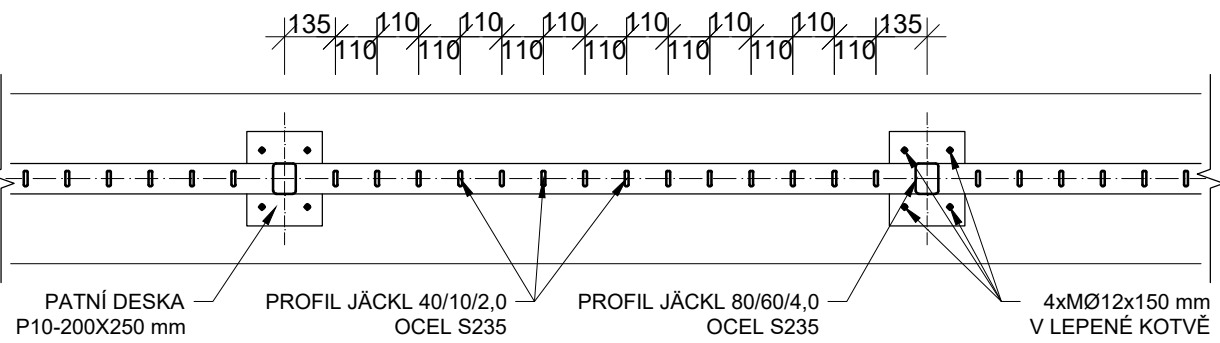 135 110 110 110 110 110 110 135
110 110 110 110 110 110 110
PATNÍ DESKA
P10-200X250 mm
PROFIL JÄCKL 40/10/2,0
OCEL S235
PROFIL JÄCKL 80/60/4,0
OCEL S235
4xMØ12x150 mm
V LEPENÉ KOTVĚ